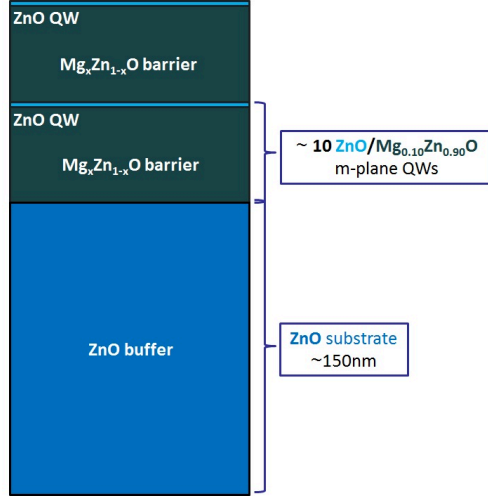 ZnO QW
MgₓZn₁₋ₓO barrier
ZnO QW
MgₓZn₁₋ₓO barrier
~ 10 ZnO/Mg₀.₁₀Zn₀.₉₀O
m-plane QWs
ZnO buffer
ZnO substrate
~150nm